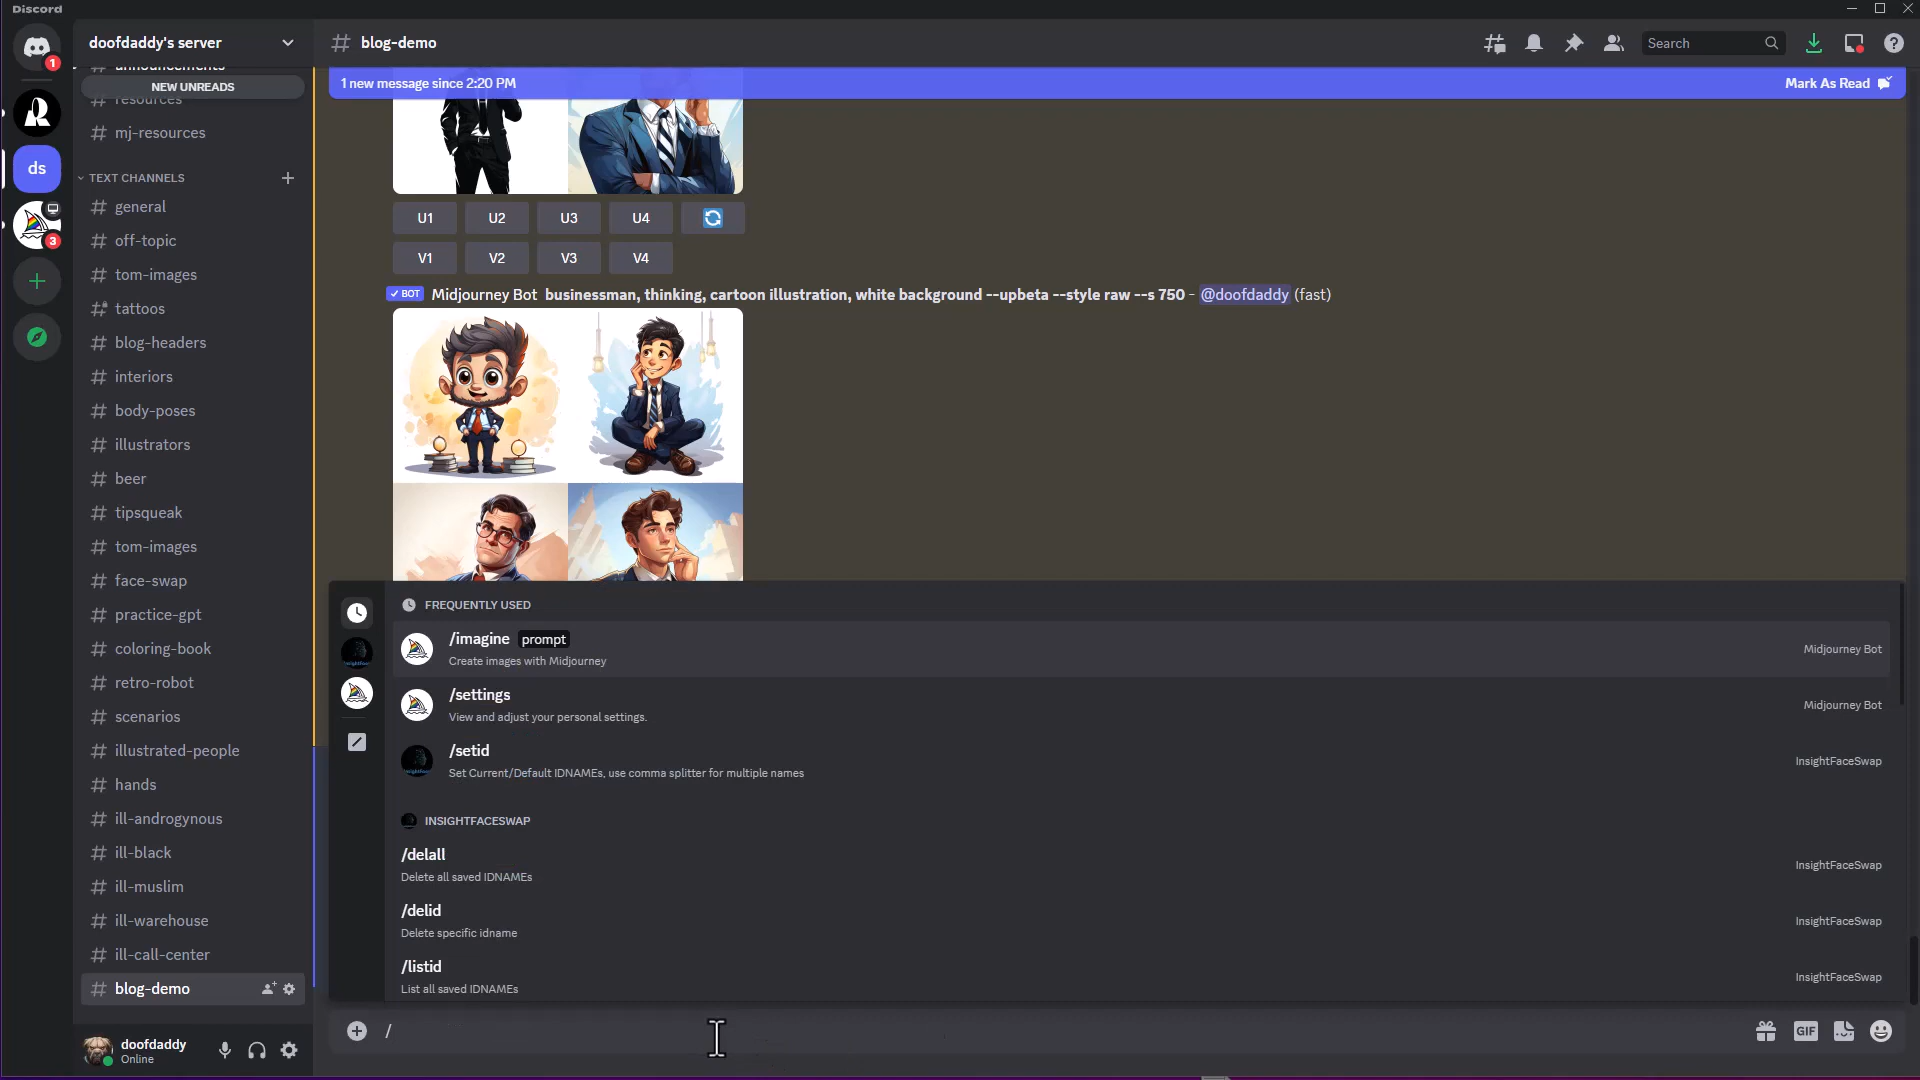 Discord
1
ds
3
doofdaddy's server
announcements
NEW UNREADS
resources
mj-resources
TEXT CHANNELS
general
off-topic
tom-images
tattoos
blog-headers
interiors
body-poses
illustrators
beer
tipsqueak
tom-images
face-swap
practice-gpt
coloring-book
retro-robot
scenarios
illustrated-people
hands
ill-androgynous
ill-black
ill-muslim
ill-warehouse
ill-call-center
blog-demo
doofdaddy
Online
# blog-demo
Search
1 new message since 2:20 PM
Mark As Read
U1 U2 U3 U4
V1 V2 V3 V4
✓ BOT Midjourney Bot businessman, thinking, cartoon illustration, white background --upbeta --style raw --s 750 - @doofdaddy (fast)
FREQUENTLY USED
/imagine prompt
Create images with Midjourney
Midjourney Bot
/settings
View and adjust your personal settings.
Midjourney Bot
/setid
Set Current/Default IDNAMEs, use comma splitter for multiple names
InsightFaceSwap
INSIGHTFACESWAP
/delall
Delete all saved IDNAMEs
InsightFaceSwap
/delid
Delete specific idname
InsightFaceSwap
/listid
List all saved IDNAMEs
InsightFaceSwap
/
GIF